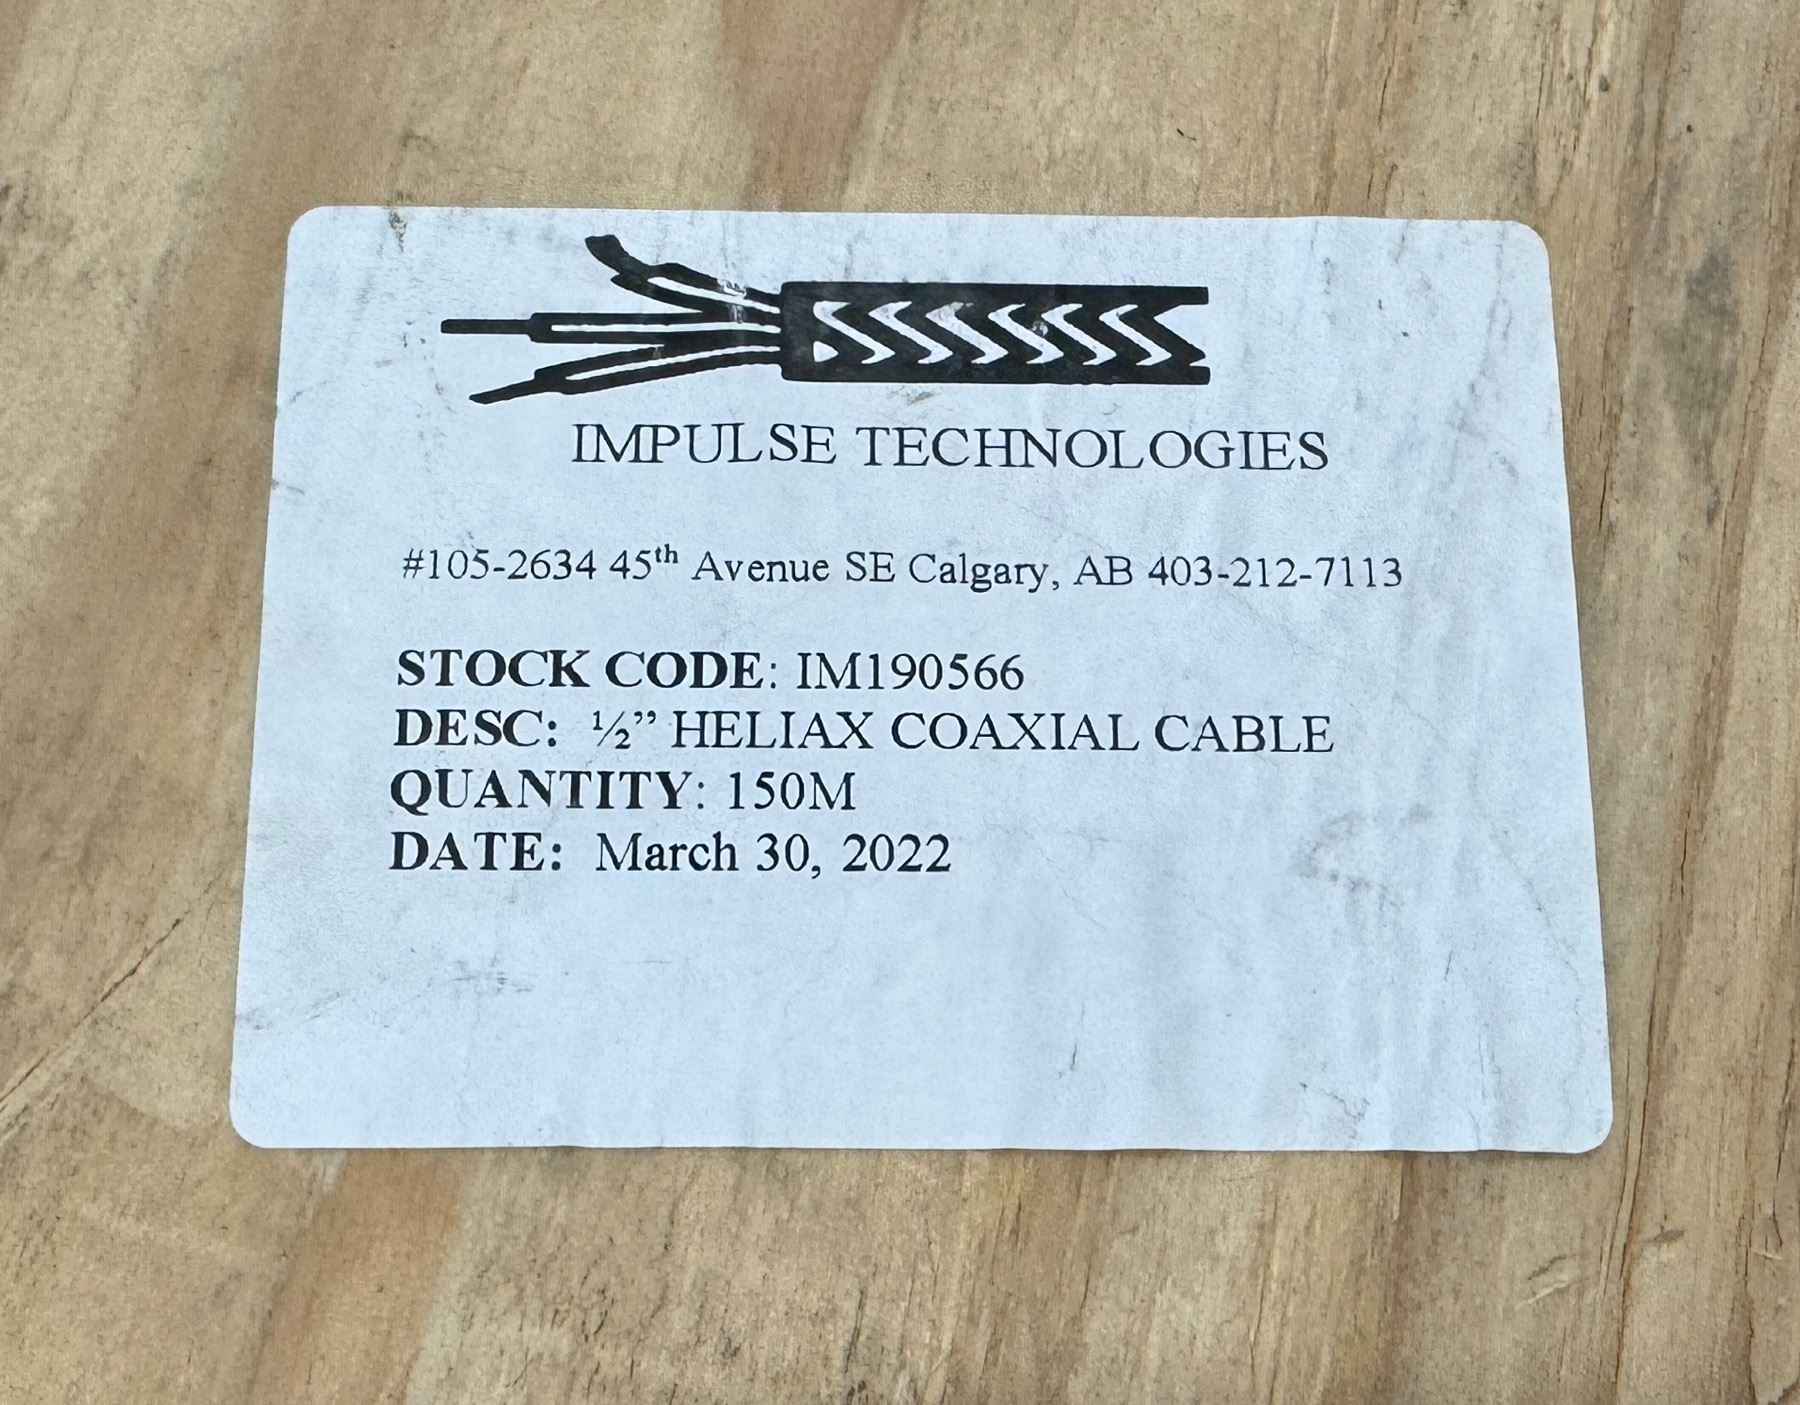 IMPULSE TECHNOLOGIES
#105-2634 45th Avenue SE Calgary, AB 403-212-7113
STOCK CODE: IM190566
DESC: ½” HELIAX COAXIAL CABLE
QUANTITY: 150M
DATE: March 30, 2022